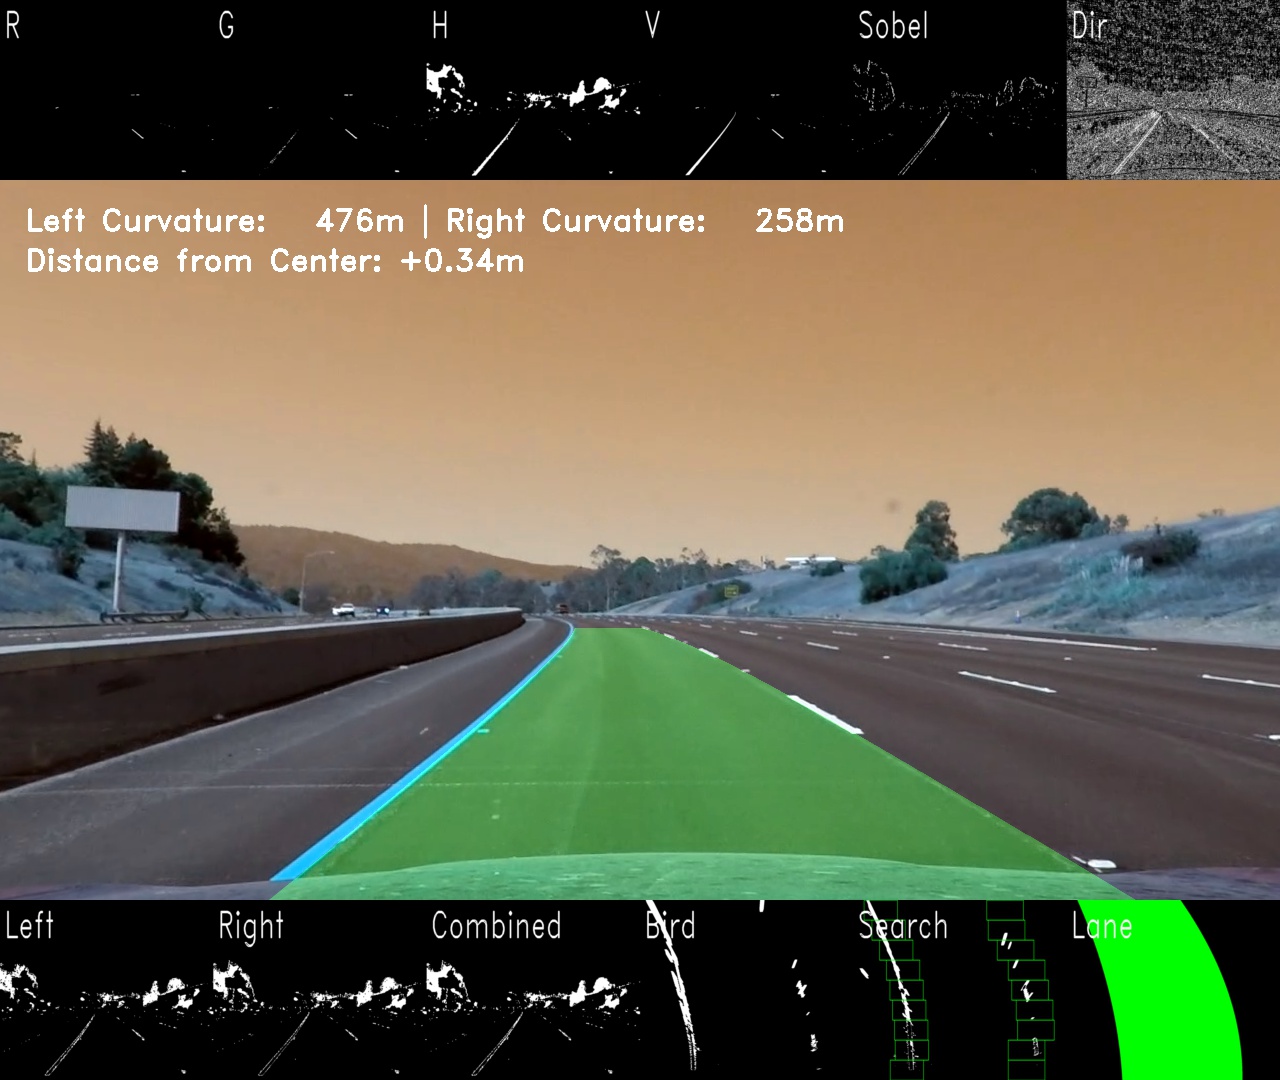 R G H V Sobel Dir
Left Curvature: 476m | Right Curvature: 258m
Distance from Center: +0.34m
Left Right Combined Bird Search Lane